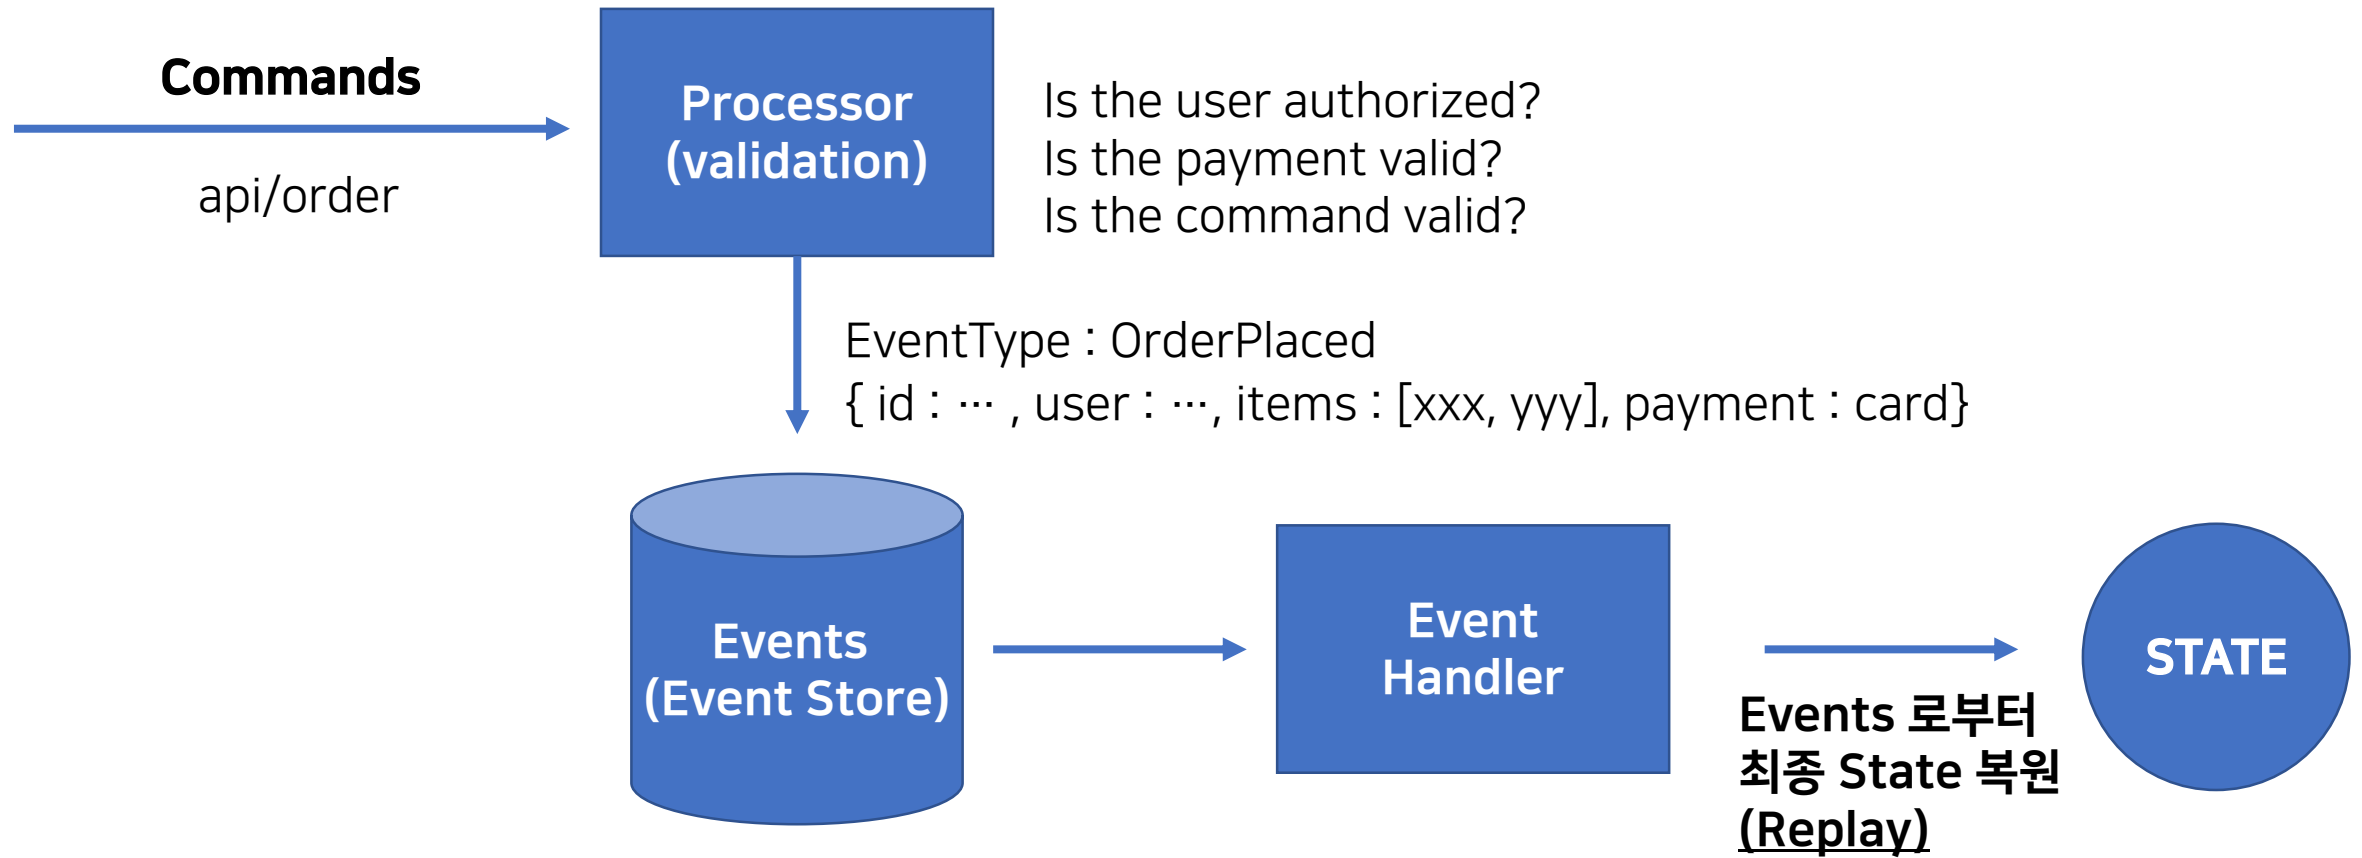 Commands
api/order
Processor
(validation)
Is the user authorized?
Is the payment valid?
Is the command valid?
EventType : OrderPlaced
{ id : ··· , user : ···, items : [xxx, yyy], payment : card}
Events
(Event Store)
Event
Handler
Events 로부터
최종 State 복원
(Replay)
STATE